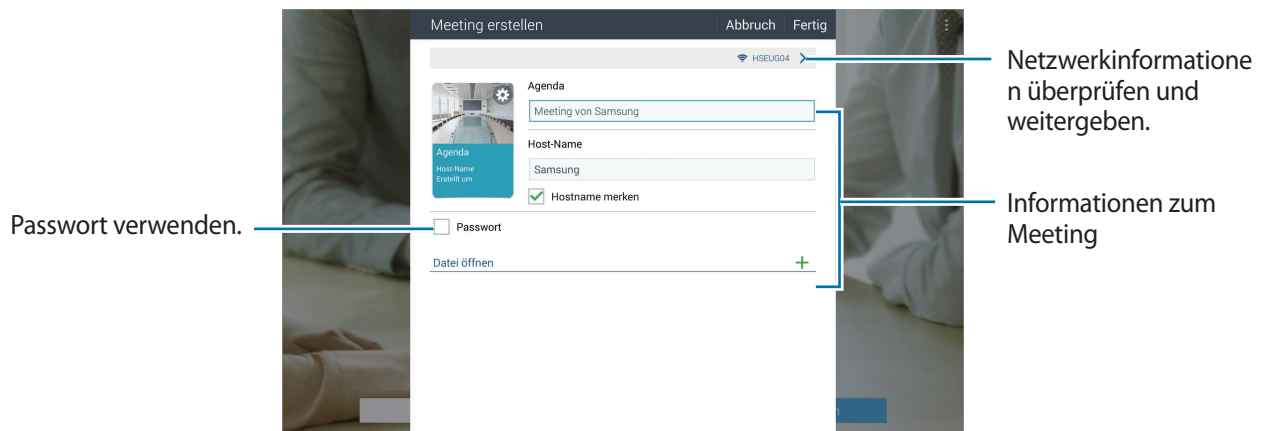 Meeting erstellen Abbruch Fertig
HSEUG04
Netzwerkinformatione
n überprüfen und
weitergeben.
Agenda
Meeting von Samsung
Host-Name
Samsung
Hostname merken
Agenda
Host-Name
Erstellt um
Informationen zum
Meeting
Passwort verwenden.
Passwort
Datei öffnen
n